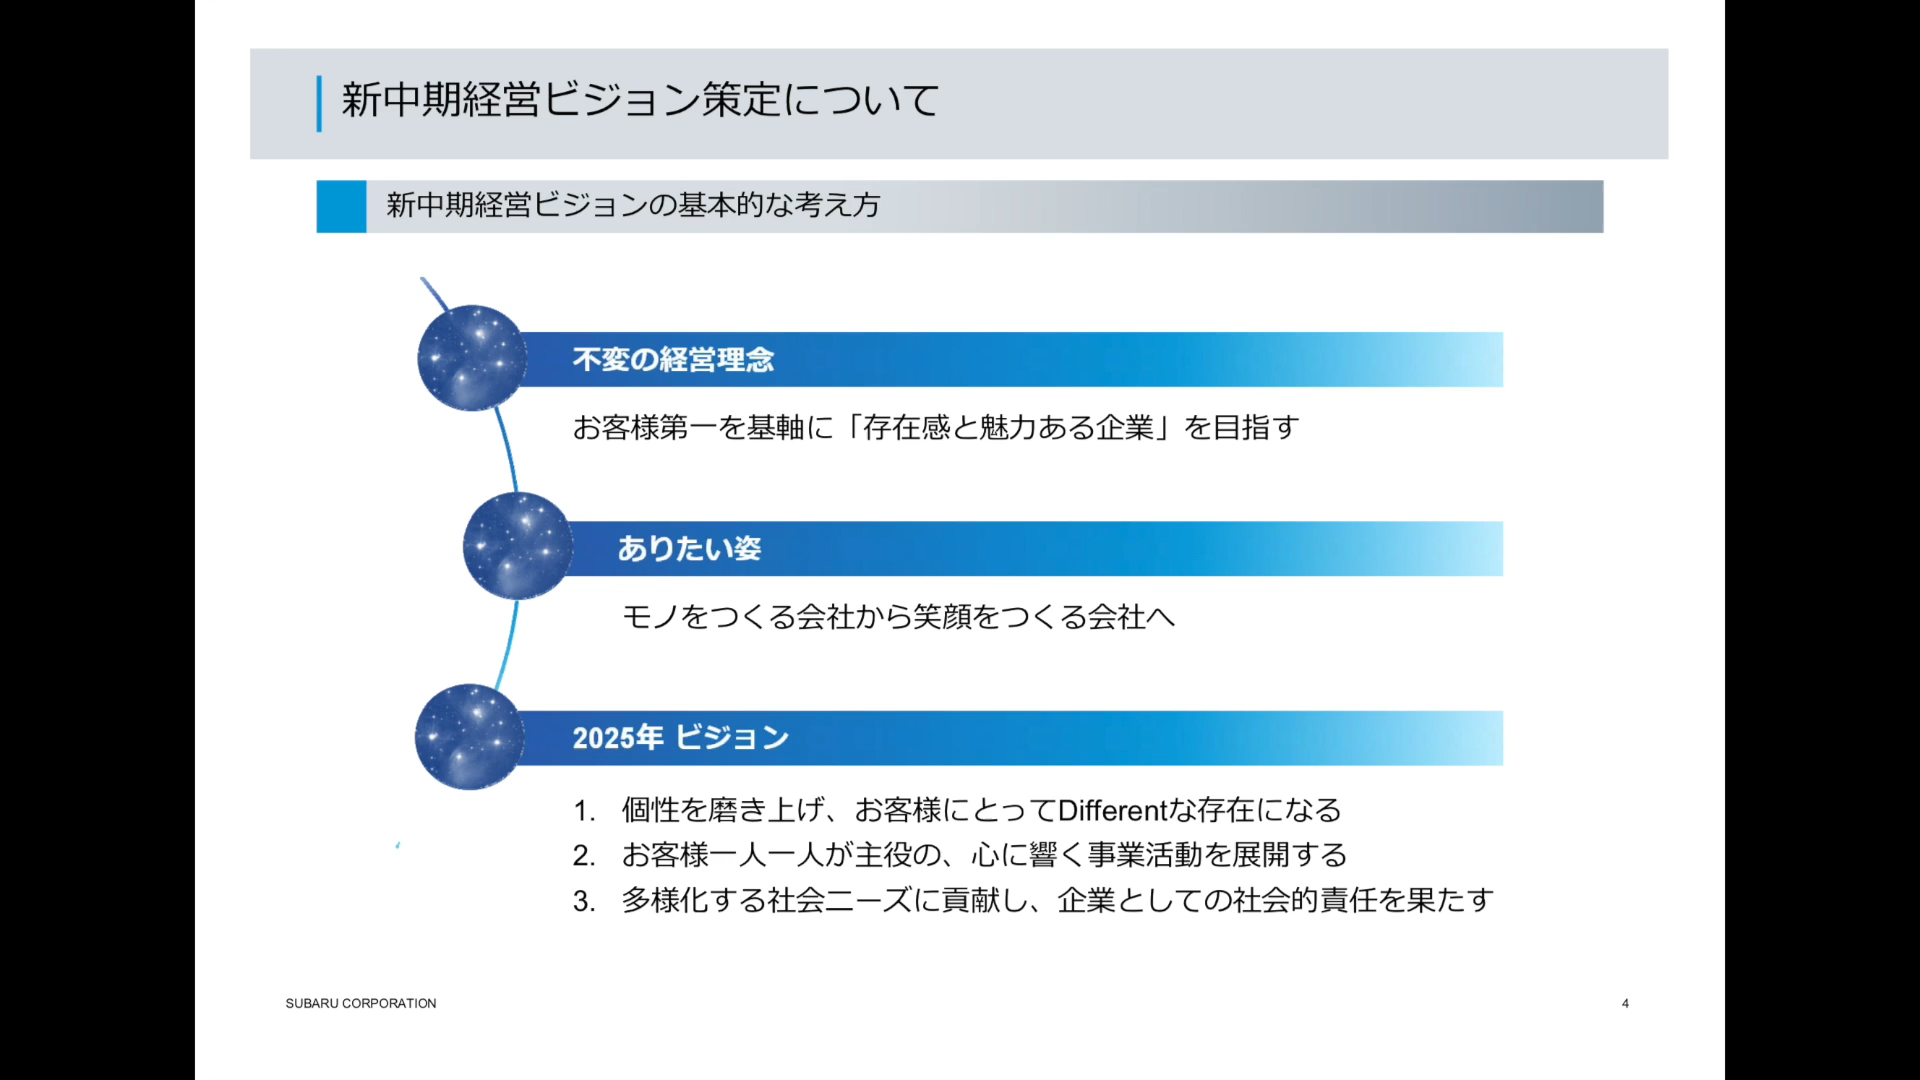 新中期経営ビジョン策定について
新中期経営ビジョンの基本的な考え方
不変の経営理念
お客様第一を基軸に「存在感と魅力ある企業」を目指す
ありたい姿
モノをつくる会社から笑顔をつくる会社へ
2025年 ビジョン
1. 個性を磨き上げ、お客様にとってDifferentな存在になる
2. お客様一人一人が主役の、心に響く事業活動を展開する
3. 多様化する社会ニーズに貢献し、企業としての社会的責任を果たす
SUBARU CORPORATION
4